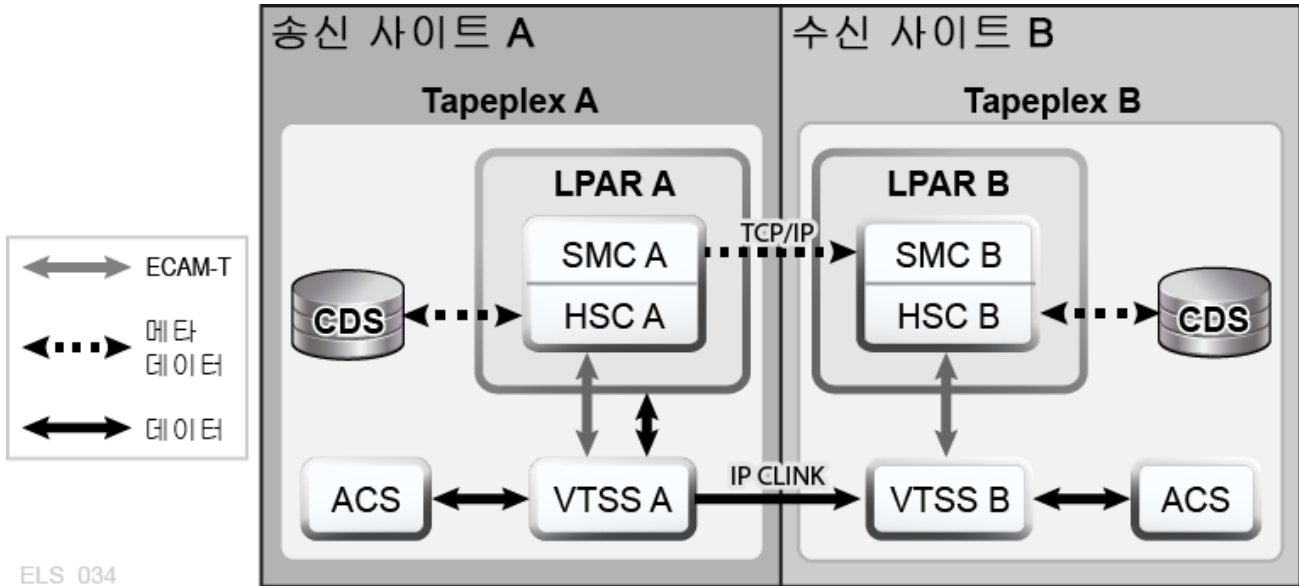 송신 사이트 A
수신 사이트 B
Tapeplex A
Tapeplex B
LPAR A
LPAR B
TCP/IP
SMC A
SMC B
HSC A
HSC B
CDS
CDS
ECAM-T
메타
데이터
데이터
IP CLINK
ACS
VTSS A
VTSS B
ACS
ELS_034